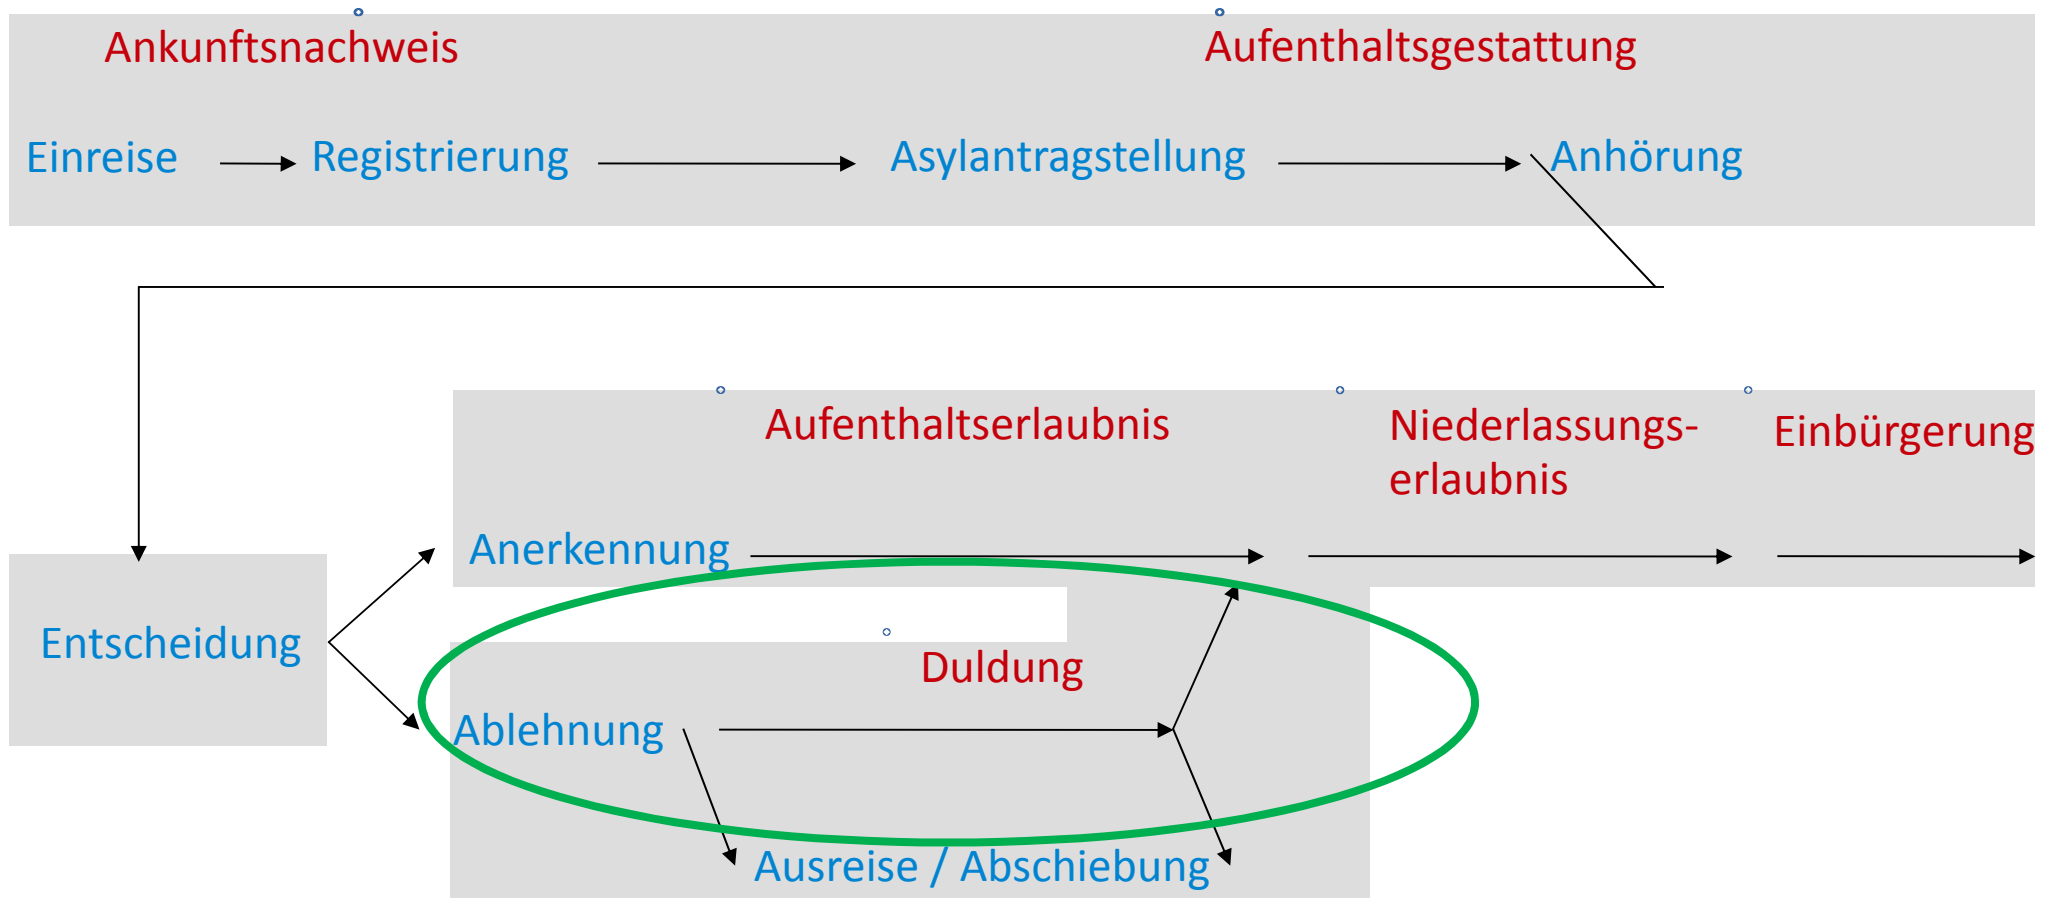 Ankunftsnachweis
Aufenthaltsgestattung
Einreise
Registrierung
Asylantragstellung
Anhörung
Aufenthaltserlaubnis
Niederlassungs-
erlaubnis
Einbürgerung
Anerkennung
Entscheidung
Duldung
Ablehnung
Ausreise / Abschiebung